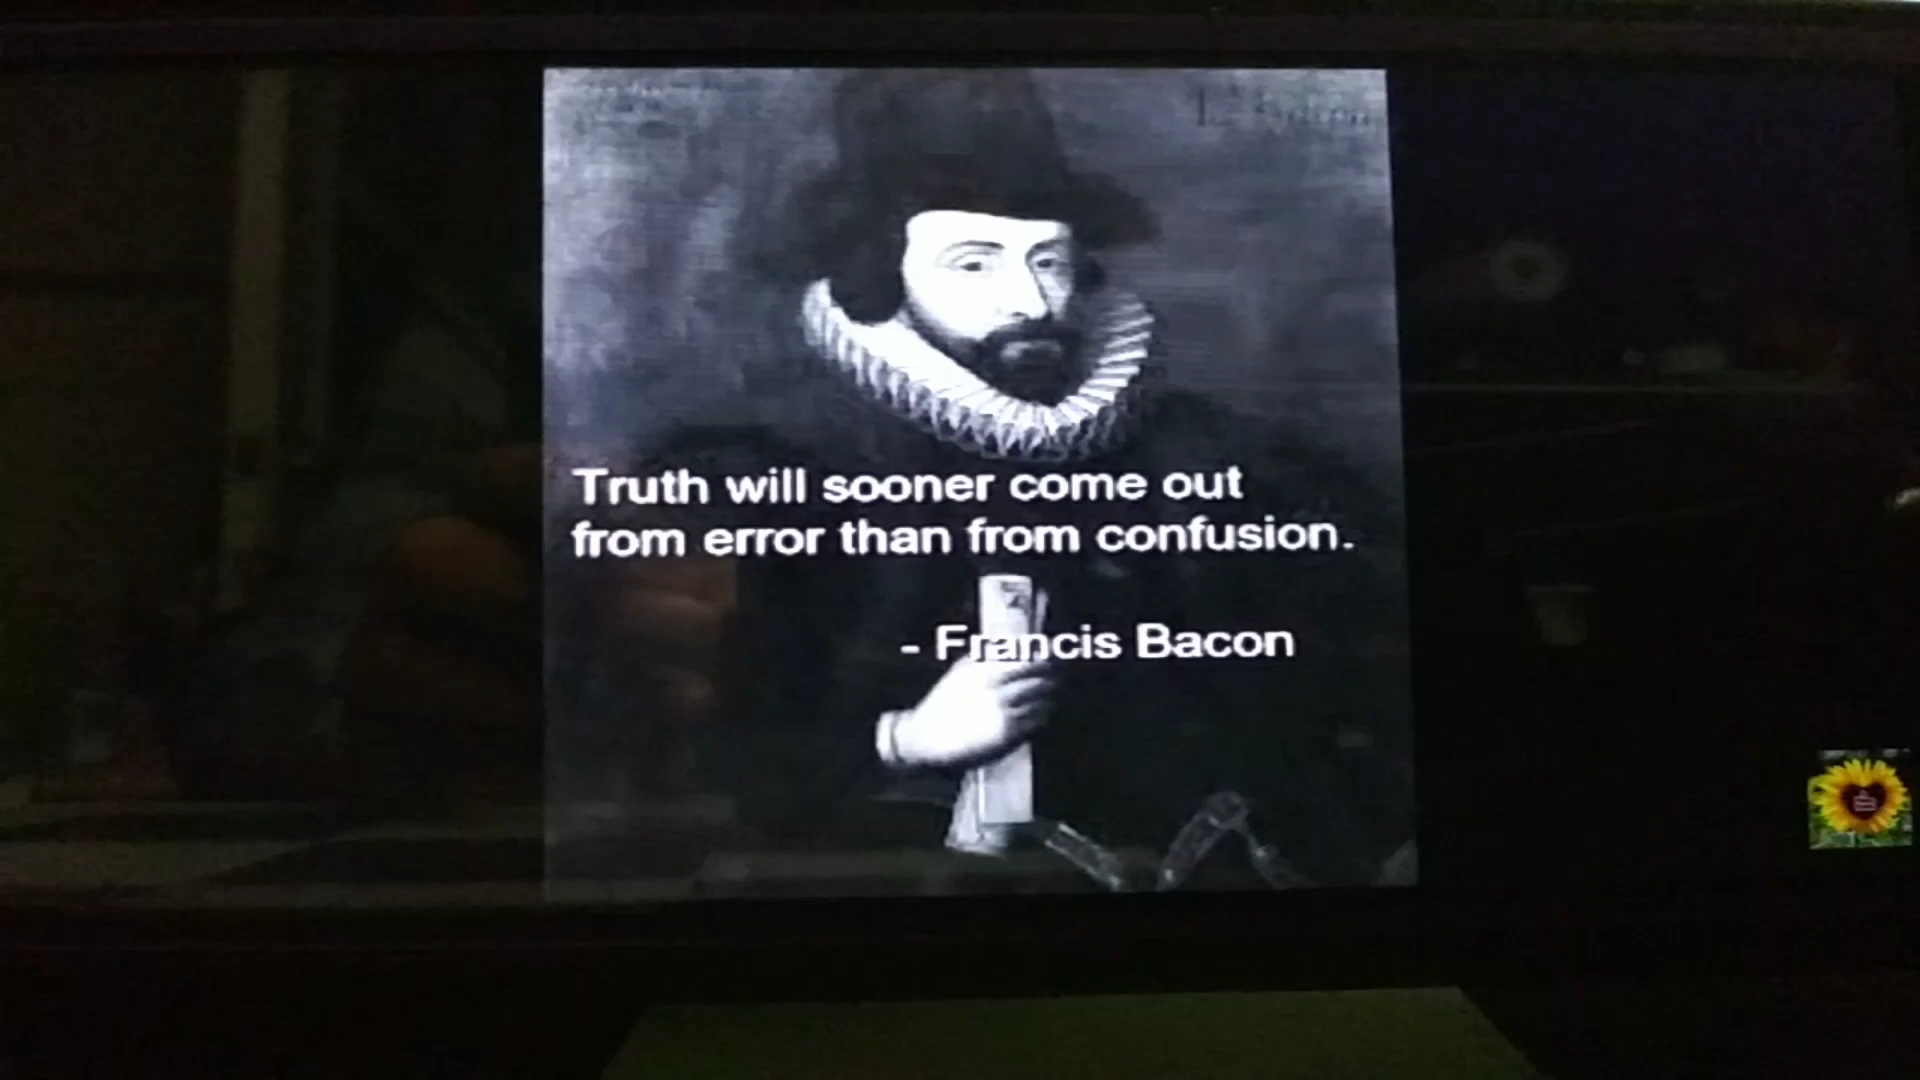 Truth will sooner come out
from error than from confusion.
- Francis Bacon